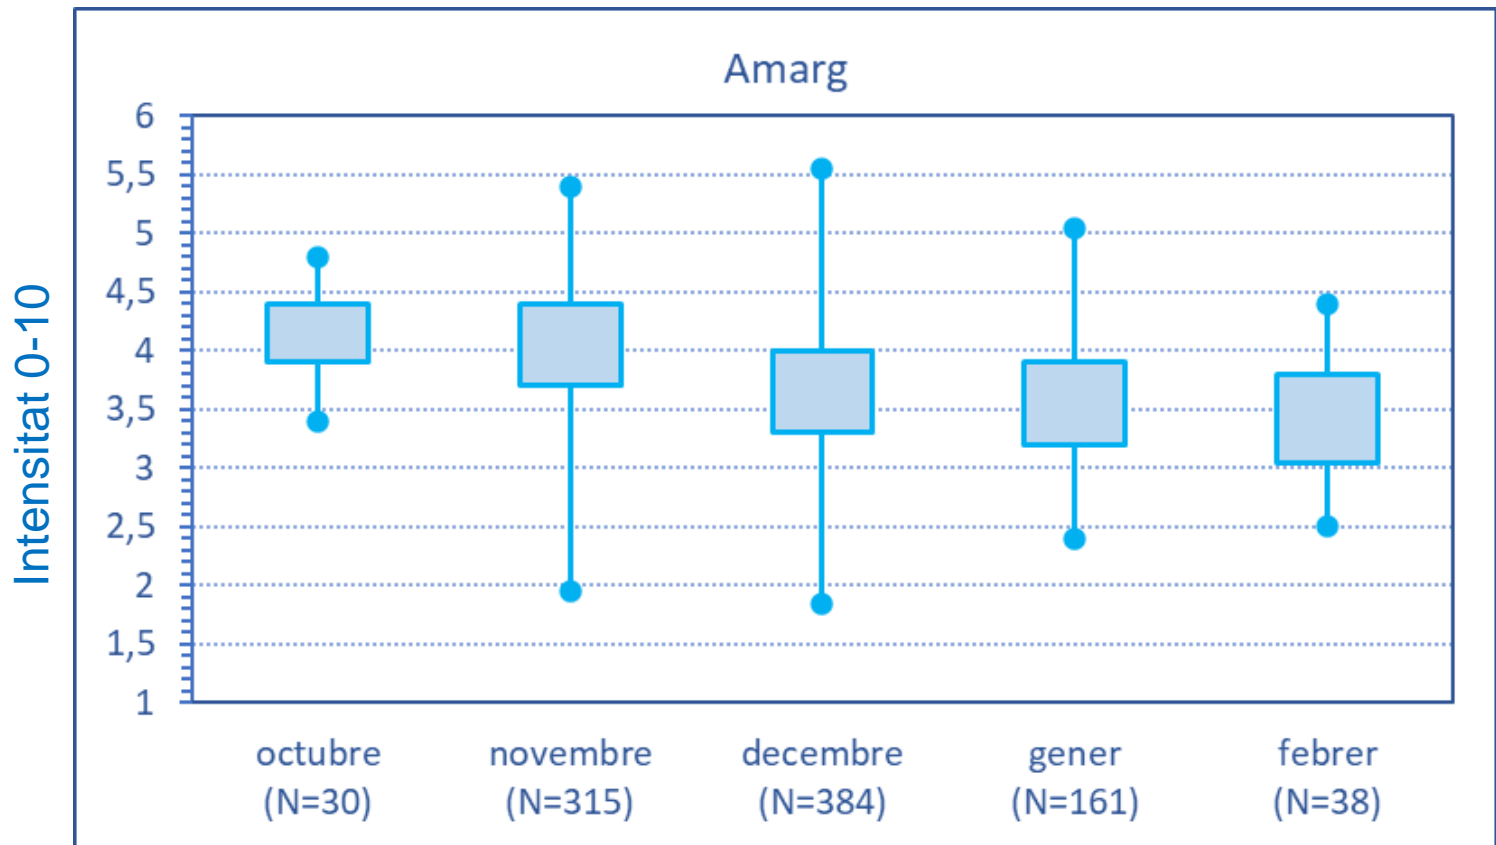 Amarg
Intensitat 0-10
6
5,5
5
4,5
4
3,5
3
2,5
2
1,5
1
octubre novembre decembre gener febrer
(N=30) (N=315) (N=384) (N=161) (N=38)